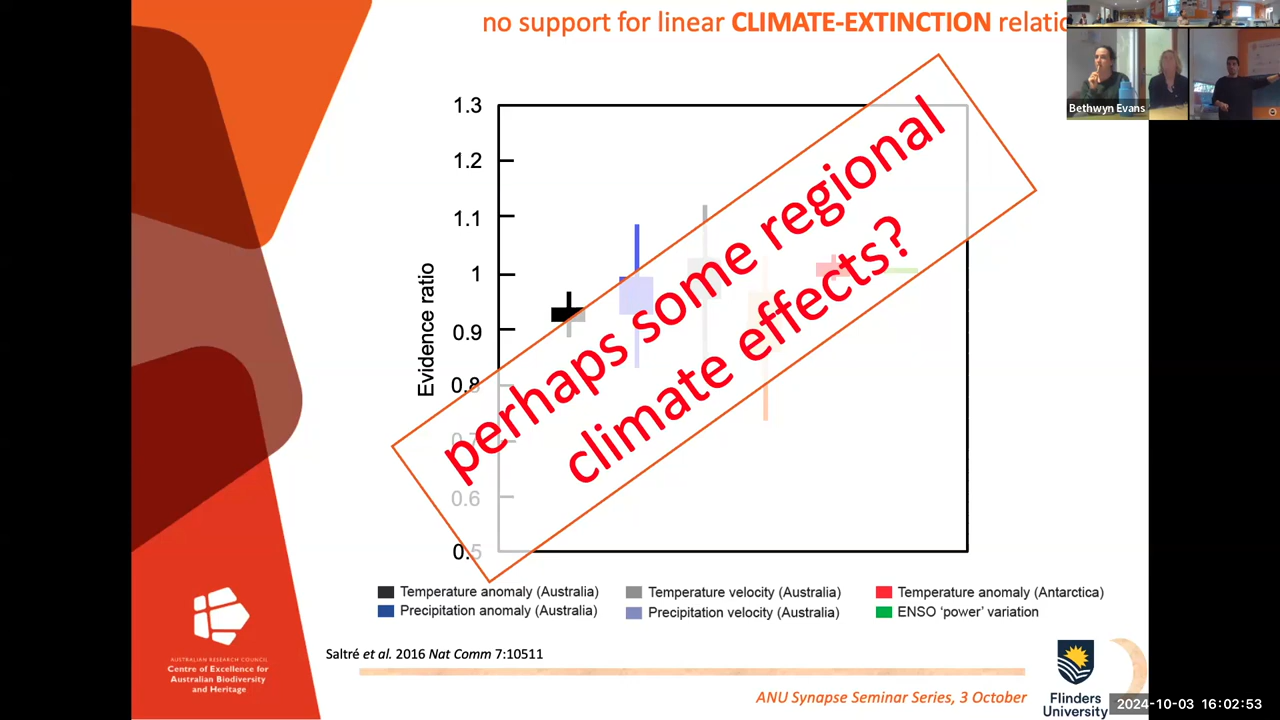 no support for linear CLIMATE-EXTINCTION
Bethwyn Evans
1.3
1.2
1.1
1
0.9
0.8
0.7
0.6
0.5
Evidence ratio
perhaps some regional
climate effects?
Temperature anomaly (Australia)
Temperature velocity (Australia)
Temperature anomaly (Antarctica)
Precipitation anomaly (Australia)
Precipitation velocity (Australia)
ENSO ‘power’ variation
Saltré et al. 2016 Nat Comm 7:10511
AUSTRALIAN RESEARCH COUNCIL
Centre of Excellence for
Australian Biodiversity
and Heritage
ANU Synapse Seminar Series, 3 October
Flinders
University
2024-10-03 16:02:53